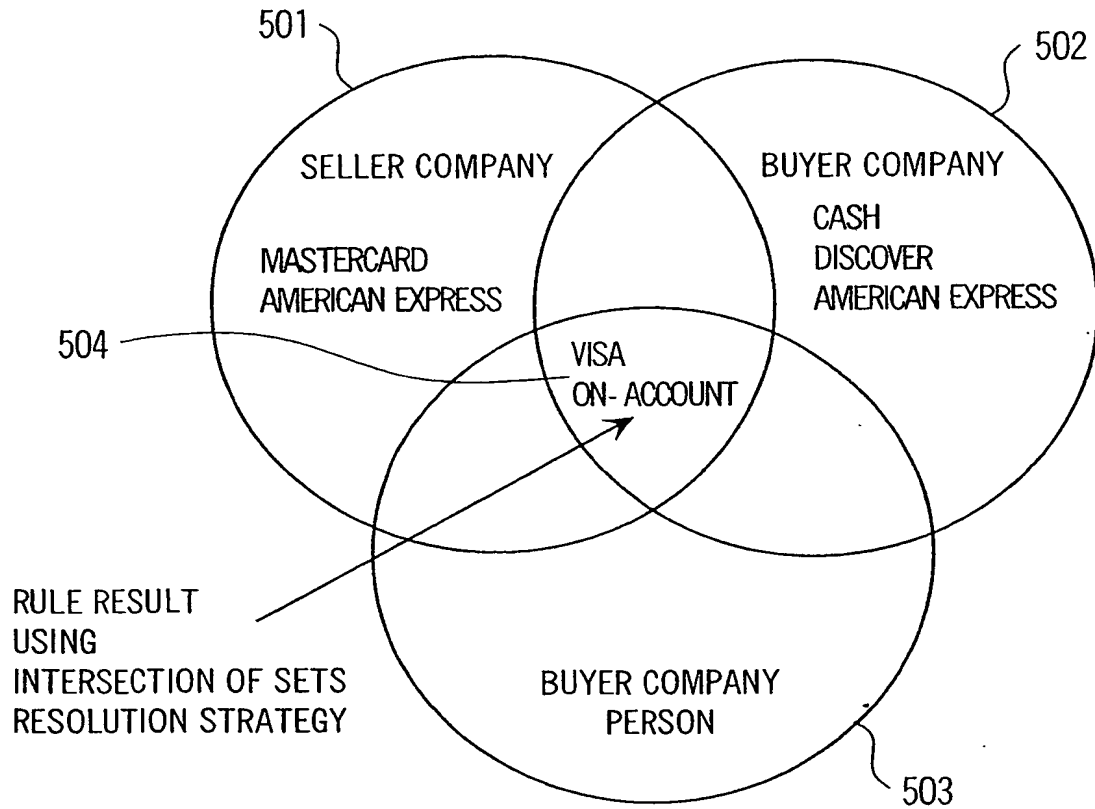 501
502
SELLER COMPANY
BUYER COMPANY
CASH
DISCOVER
AMERICAN EXPRESS
MASTERCARD
AMERICAN EXPRESS
504
VISA
ON-ACCOUNT
RULE RESULT
USING
INTERSECTION OF SETS
RESOLUTION STRATEGY
BUYER COMPANY
PERSON
503